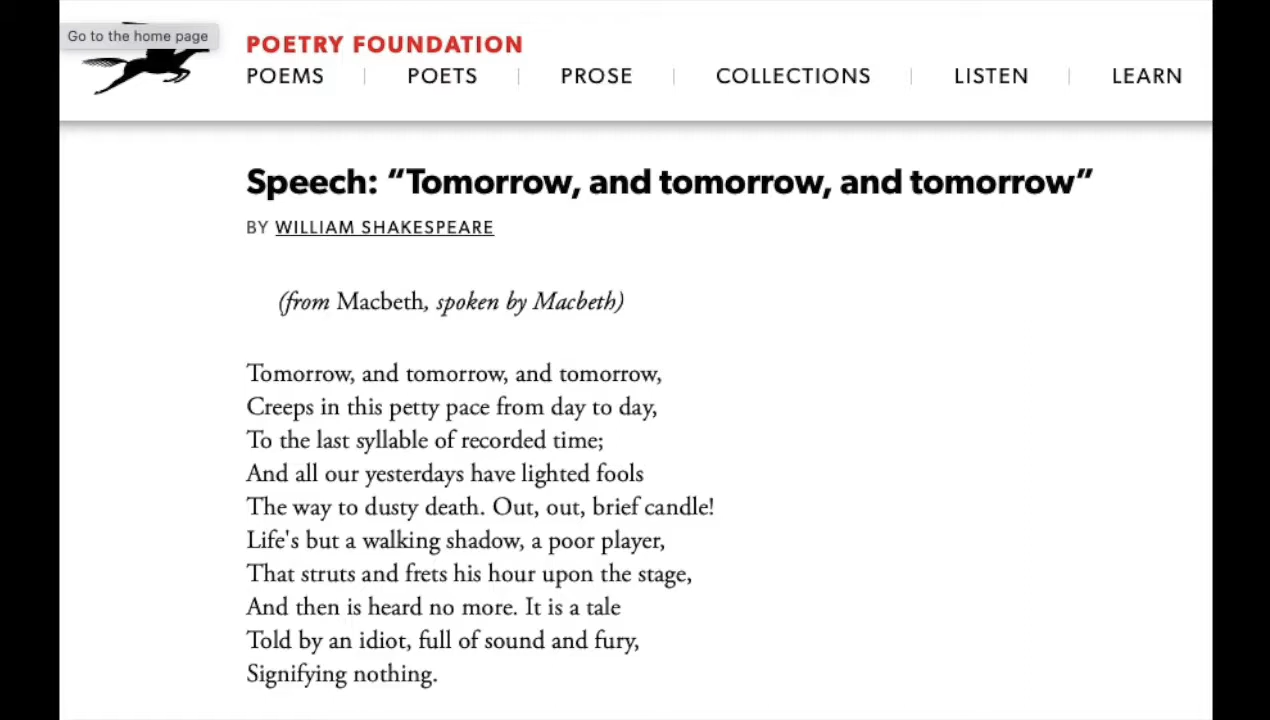 Go to the home page
POETRY FOUNDATION
POEMS | POETS | PROSE | COLLECTIONS | LISTEN | LEARN
Speech: “Tomorrow, and tomorrow, and tomorrow”
BY WILLIAM SHAKESPEARE
(from Macbeth, spoken by Macbeth)
Tomorrow, and tomorrow, and tomorrow,
Creeps in this petty pace from day to day,
To the last syllable of recorded time;
And all our yesterdays have lighted fools
The way to dusty death. Out, out, brief candle!
Life's but a walking shadow, a poor player,
That struts and frets his hour upon the stage,
And then is heard no more. It is a tale
Told by an idiot, full of sound and fury,
Signifying nothing.